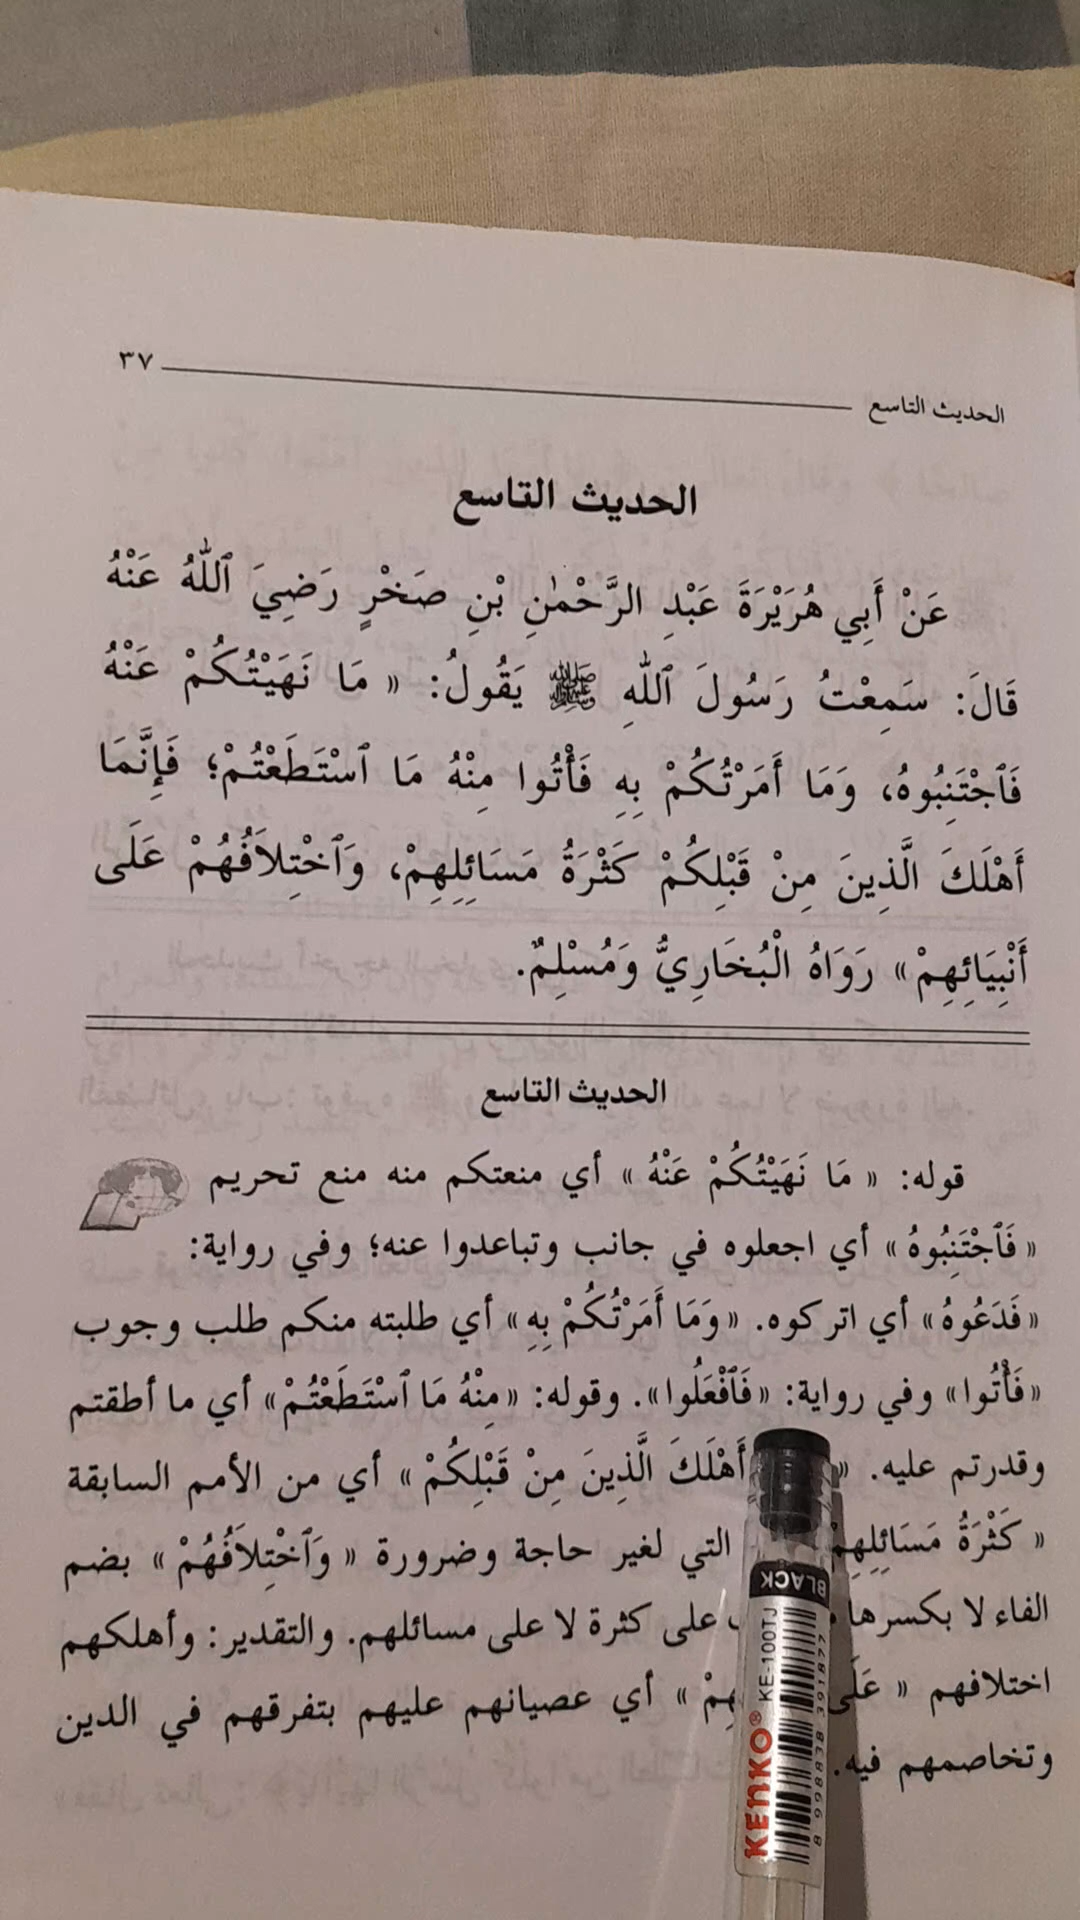 الحديث التاسع ٣٧
الحديث التاسع
عَنْ أَبِي هُرَيْرَةَ عَبْدِ الرَّحْمٰنِ بْنِ صَخْرٍ رَضِيَ ٱللّٰهُ عَنْهُ
قَالَ: سَمِعْتُ رَسُولَ ٱللّٰهِ ﷺ يَقُولُ: « مَا نَهَيْتُكُمْ عَنْهُ
فَٱجْتَنِبُوهُ، وَمَا أَمَرْتُكُمْ بِهِ فَأْتُوا مِنْهُ مَا ٱسْتَطَعْتُمْ؛ فَإِنَّمَا
أَهْلَكَ الَّذِينَ مِنْ قَبْلِكُمْ كَثْرَةُ مَسَائِلِهِمْ، وَٱخْتِلاَفُهُمْ عَلَى
أَنْبِيَائِهِمْ» رَوَاهُ الْبُخَارِيُّ وَمُسْلِمٌ.
الحديث التاسع
قوله: « مَا نَهَيْتُكُمْ عَنْهُ » أي منعتكم منه منع تحريم
« فَٱجْتَنِبُوهُ » أي اجعلوه في جانب وتباعدوا عنه؛ وفي رواية:
« فَدَعُوهُ » أي اتركوه. « وَمَا أَمَرْتُكُمْ بِهِ » أي طلبته منكم طلب وجوب
« فَأْتُوا» وفي رواية: «فَٱفْعَلُوا». وقوله: «مِنْهُ مَا ٱسْتَطَعْتُمْ» أي ما أطقتم
وقدرتم عليه. « أَهْلَكَ الَّذِينَ مِنْ قَبْلِكُمْ » أي من الأمم السابقة
« كَثْرَةُ مَسَائِلِهِمْ التي لغير حاجة وضرورة « وَٱخْتِلاَفُهُمْ » بضم
الفاء لا بكسرها على كثرة لا على مسائلهم. والتقدير: وأهلكهم
اختلافهم « عَلَى » أي عصيانهم عليهم بتفرقهم في الدين
وتخاصمهم فيه.
BLACK
KE-100TJ
KENKO®
8 998838 391877